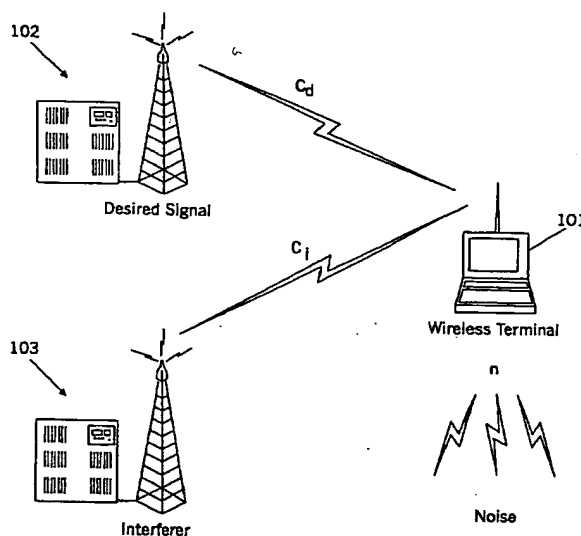 102
C_d
Desired Signal
101
C_i
Wireless Terminal
103
n
Interferer
Noise